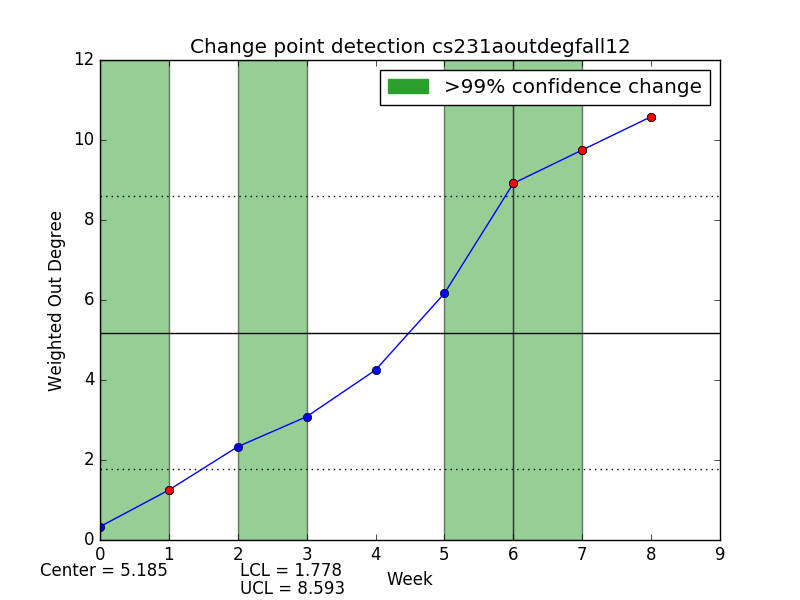 Change point detection cs231aoutdegfall12
>99% confidence change
12
10
8
6
4
2
0
Weighted Out Degree
0 1 2 3 4 5 6 7 8 9
Week
Center = 5.185
LCL = 1.778
UCL = 8.593